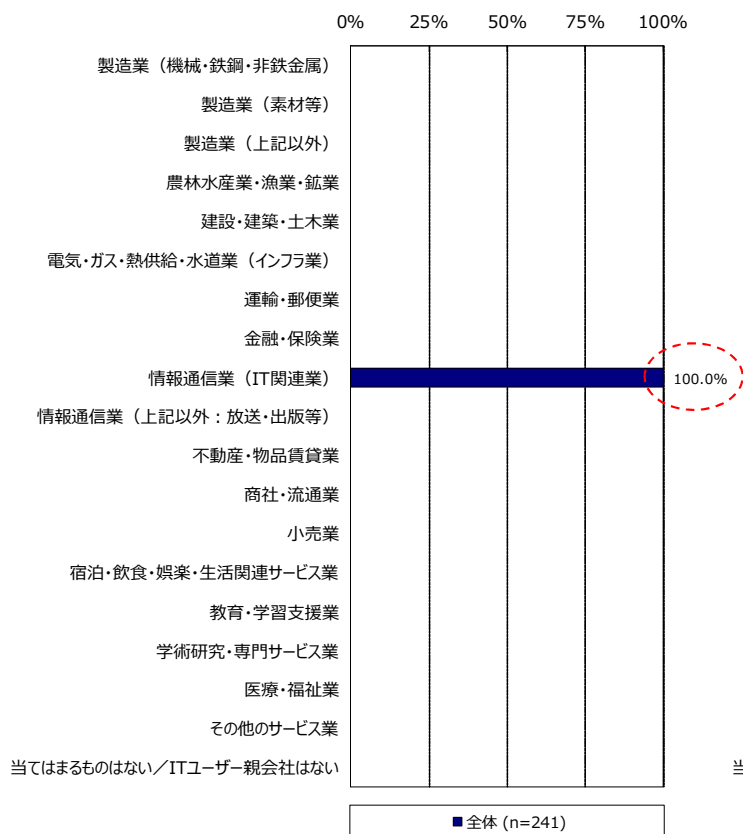 0% 25% 50% 75% 100%
製造業（機械・鉄鋼・非鉄金属）
製造業（素材等）
製造業（上記以外）
農林水産業・漁業・鉱業
建設・建築・土木業
電気・ガス・熱供給・水道業（インフラ業）
運輸・郵便業
金融・保険業
情報通信業（IT関連業） 100.0%
情報通信業（上記以外：放送・出版等）
不動産・物品賃貸業
商社・流通業
小売業
宿泊・飲食・娯楽・生活関連サービス業
教育・学習支援業
学術研究・専門サービス業
医療・福祉業
その他のサービス業
当てはまるものはない／ITユーザー親会社はない
全体 (n=241)